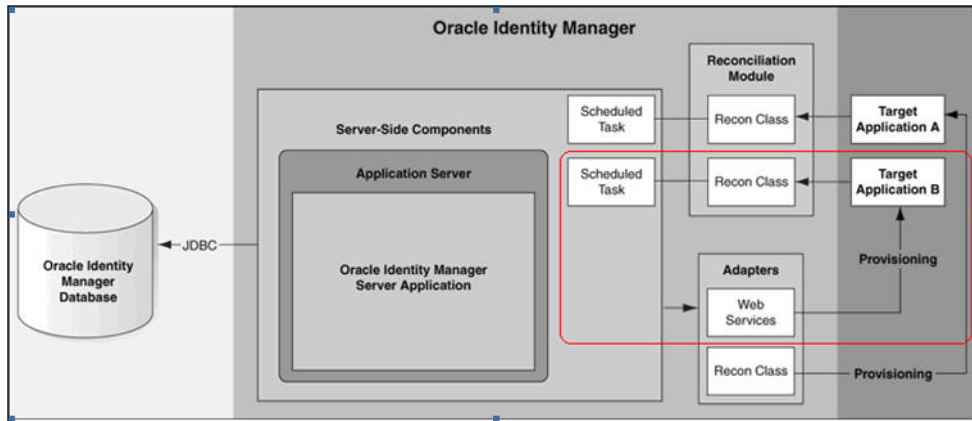 Oracle Identity Manager
Reconciliation
Module
Scheduled
Task
Recon Class
Target
Application A
Server-Side Components
Application Server
Scheduled
Task
Recon Class
Target
Application B
JDBC
Oracle Identity
Manager
Database
Oracle Identity Manager
Server Application
Adapters
Provisioning
Web
Services
Recon Class
Provisioning